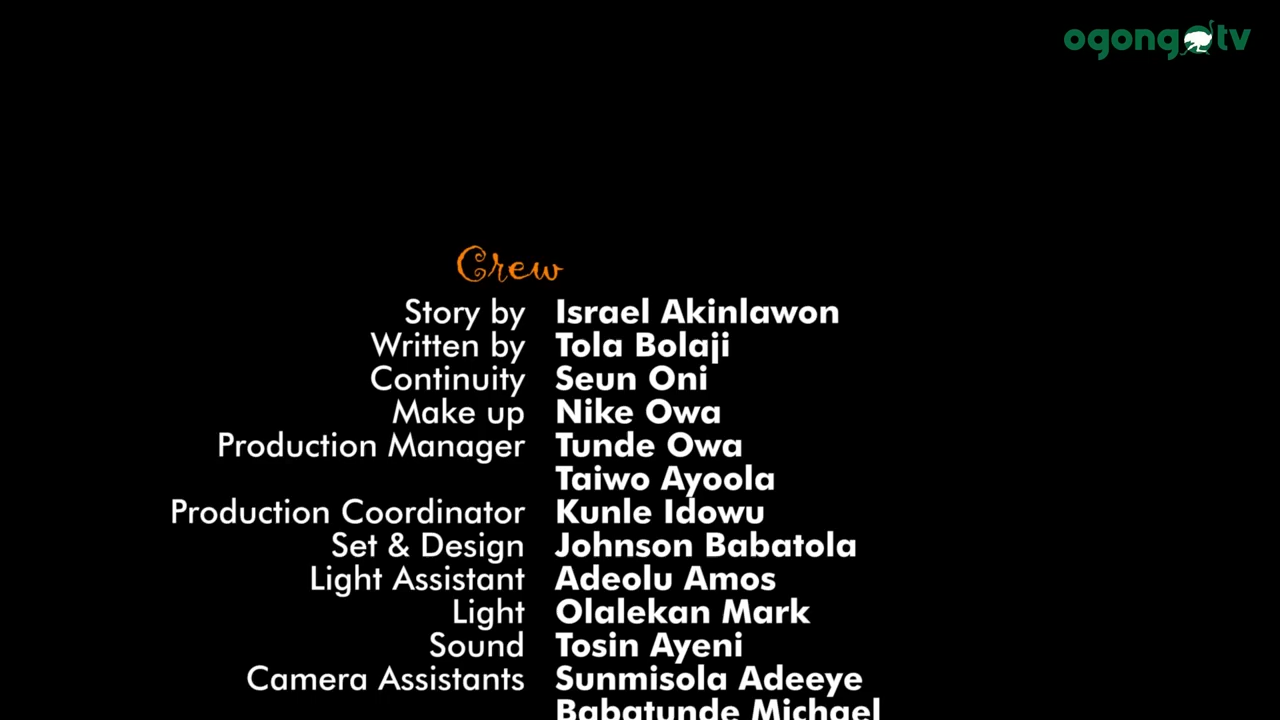 ogongo tv
Crew
Story by Israel Akinlawon
Written by Tola Bolaji
Continuity Seun Oni
Make up Nike Owa
Production Manager Tunde Owa
Taiwo Ayoola
Production Coordinator Kunle Idowu
Set & Design Johnson Babatola
Light Assistant Adeolu Amos
Light Olalekan Mark
Sound Tosin Ayeni
Camera Assistants Sunmisola Adeeye
Babatunde Michael